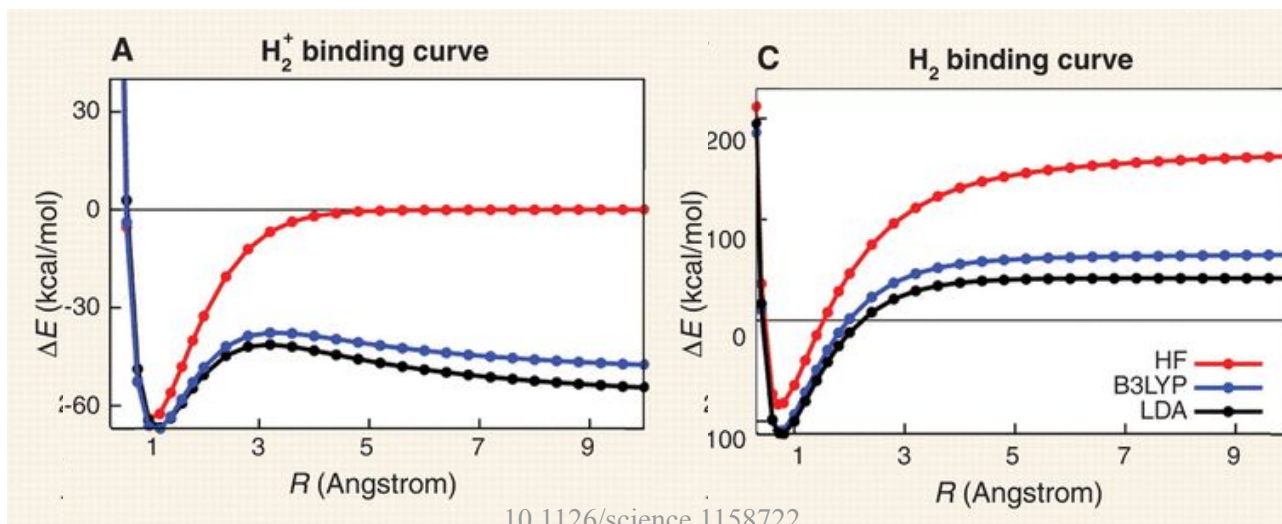 A
H₂⁺ binding curve
30
0
-30
-60
ΔE (kcal/mol)
1 3 5 7 9
R (Angstrom)
C
H₂ binding curve
200
100
0
100
ΔE (kcal/mol)
HF
B3LYP
LDA
1 3 5 7 9
R (Angstrom)
10.1126/science.1158722